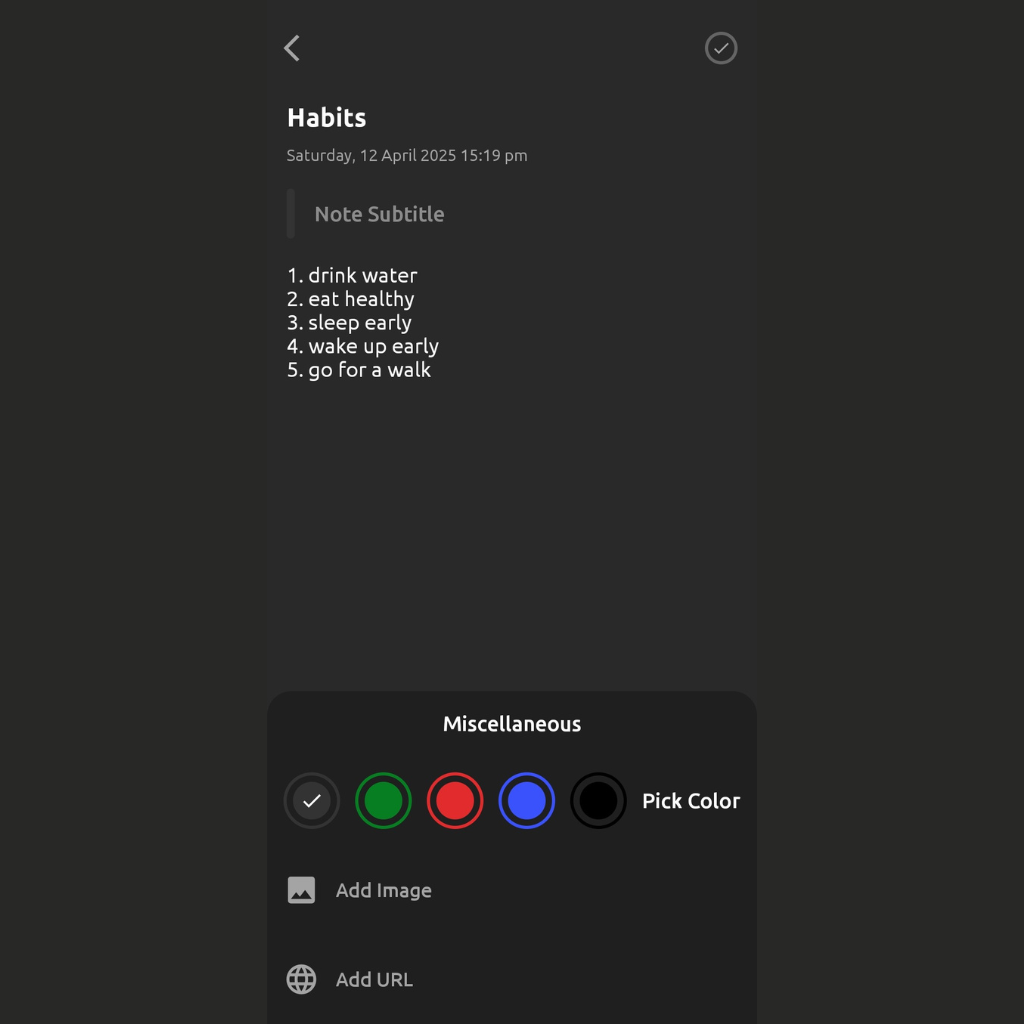 Habits
Saturday, 12 April 2025 15:19 pm
Note Subtitle
1. drink water
2. eat healthy
3. sleep early
4. wake up early
5. go for a walk
Miscellaneous
Pick Color
Add Image
Add URL